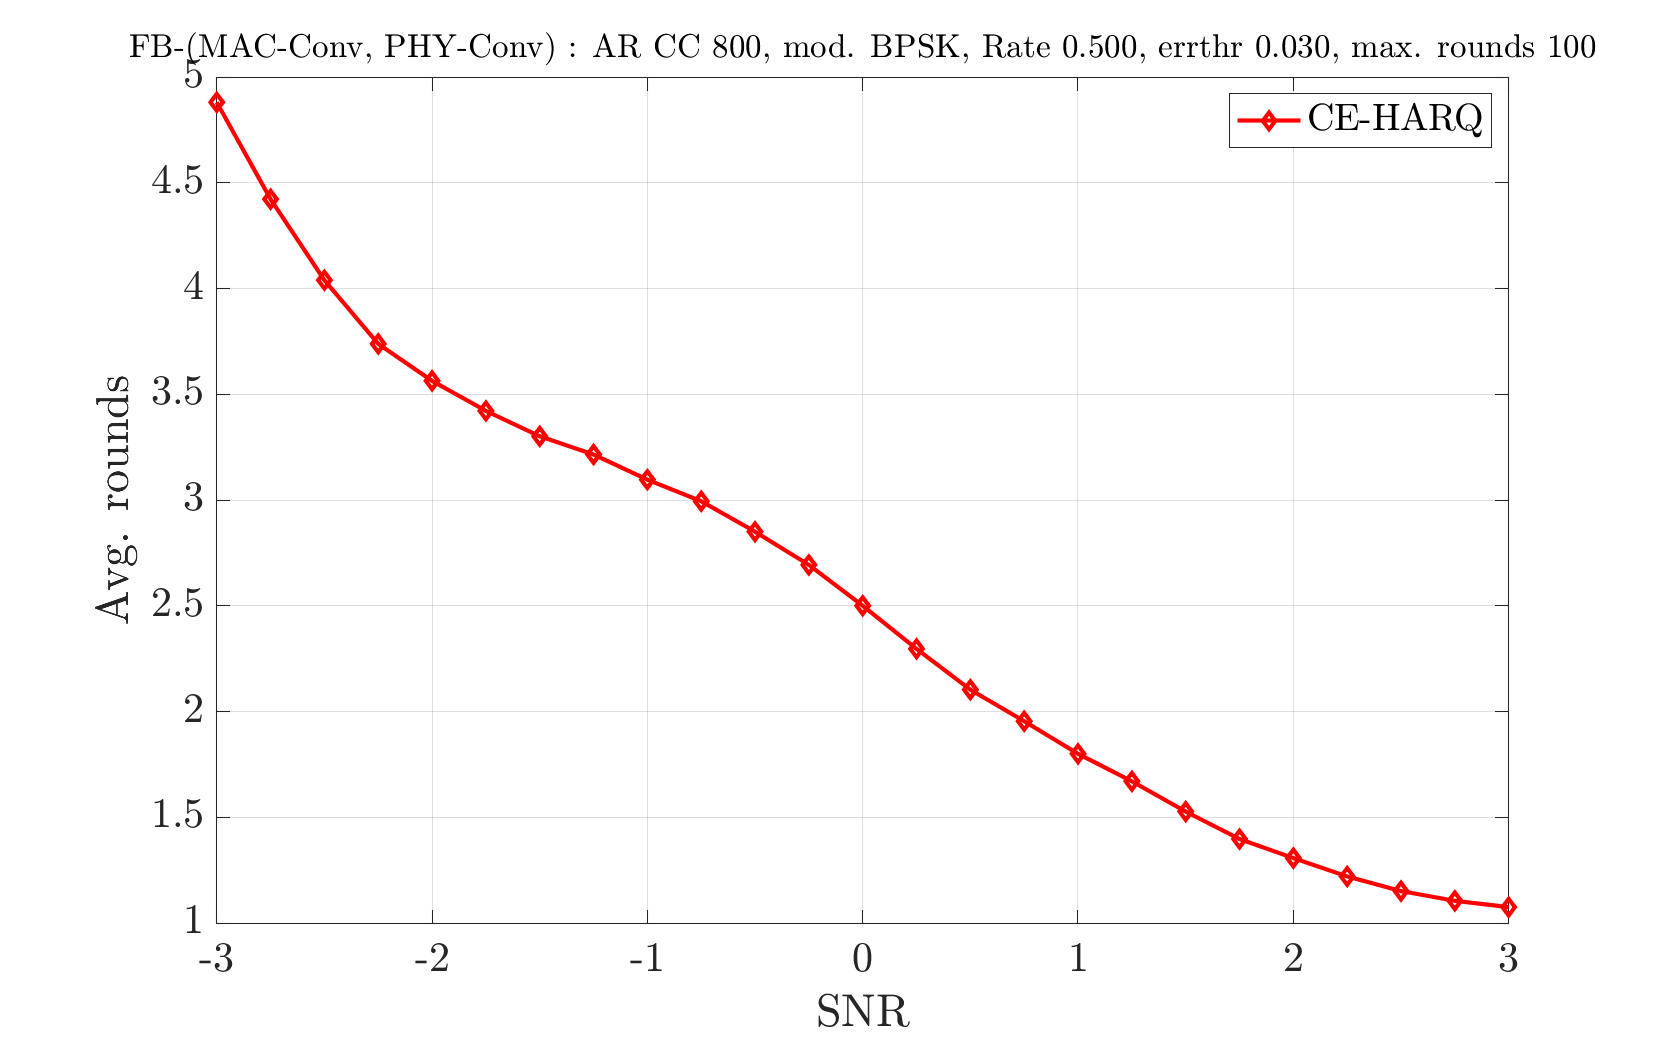 FB-(MAC-Conv, PHY-Conv) : AR CC 800, mod. BPSK, Rate 0.500, errthr 0.030, max. rounds 100
CE-HARQ
Avg. rounds
5
4.5
4
3.5
3
2.5
2
1.5
1
-3 -2 -1 0 1 2 3
SNR